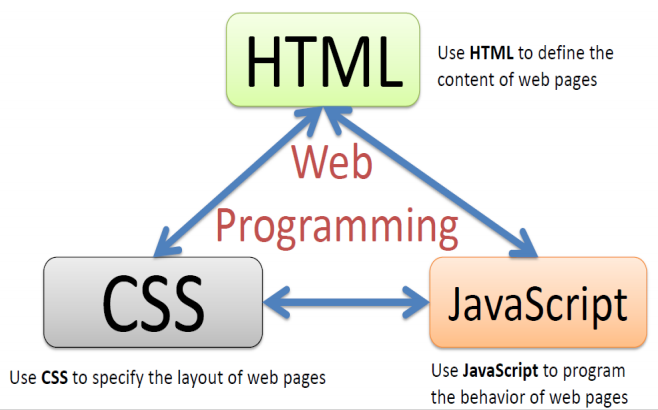 HTML
Use HTML to define the
content of web pages
Web
Programming
CSS
JavaScript
Use CSS to specify the layout of web pages
Use JavaScript to program
the behavior of web pages